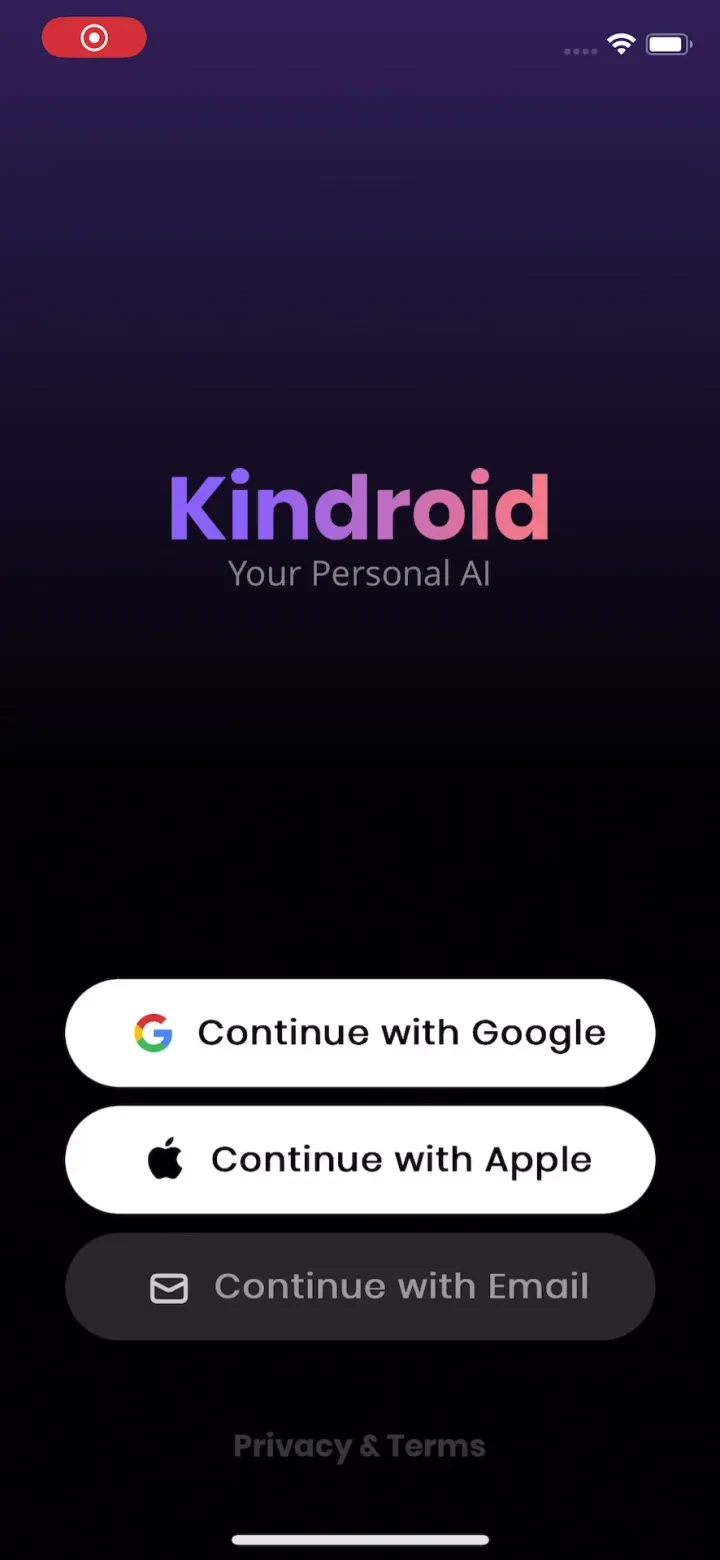 Kindroid
Your Personal AI
Continue with Google
Continue with Apple
Continue with Email
Privacy & Terms